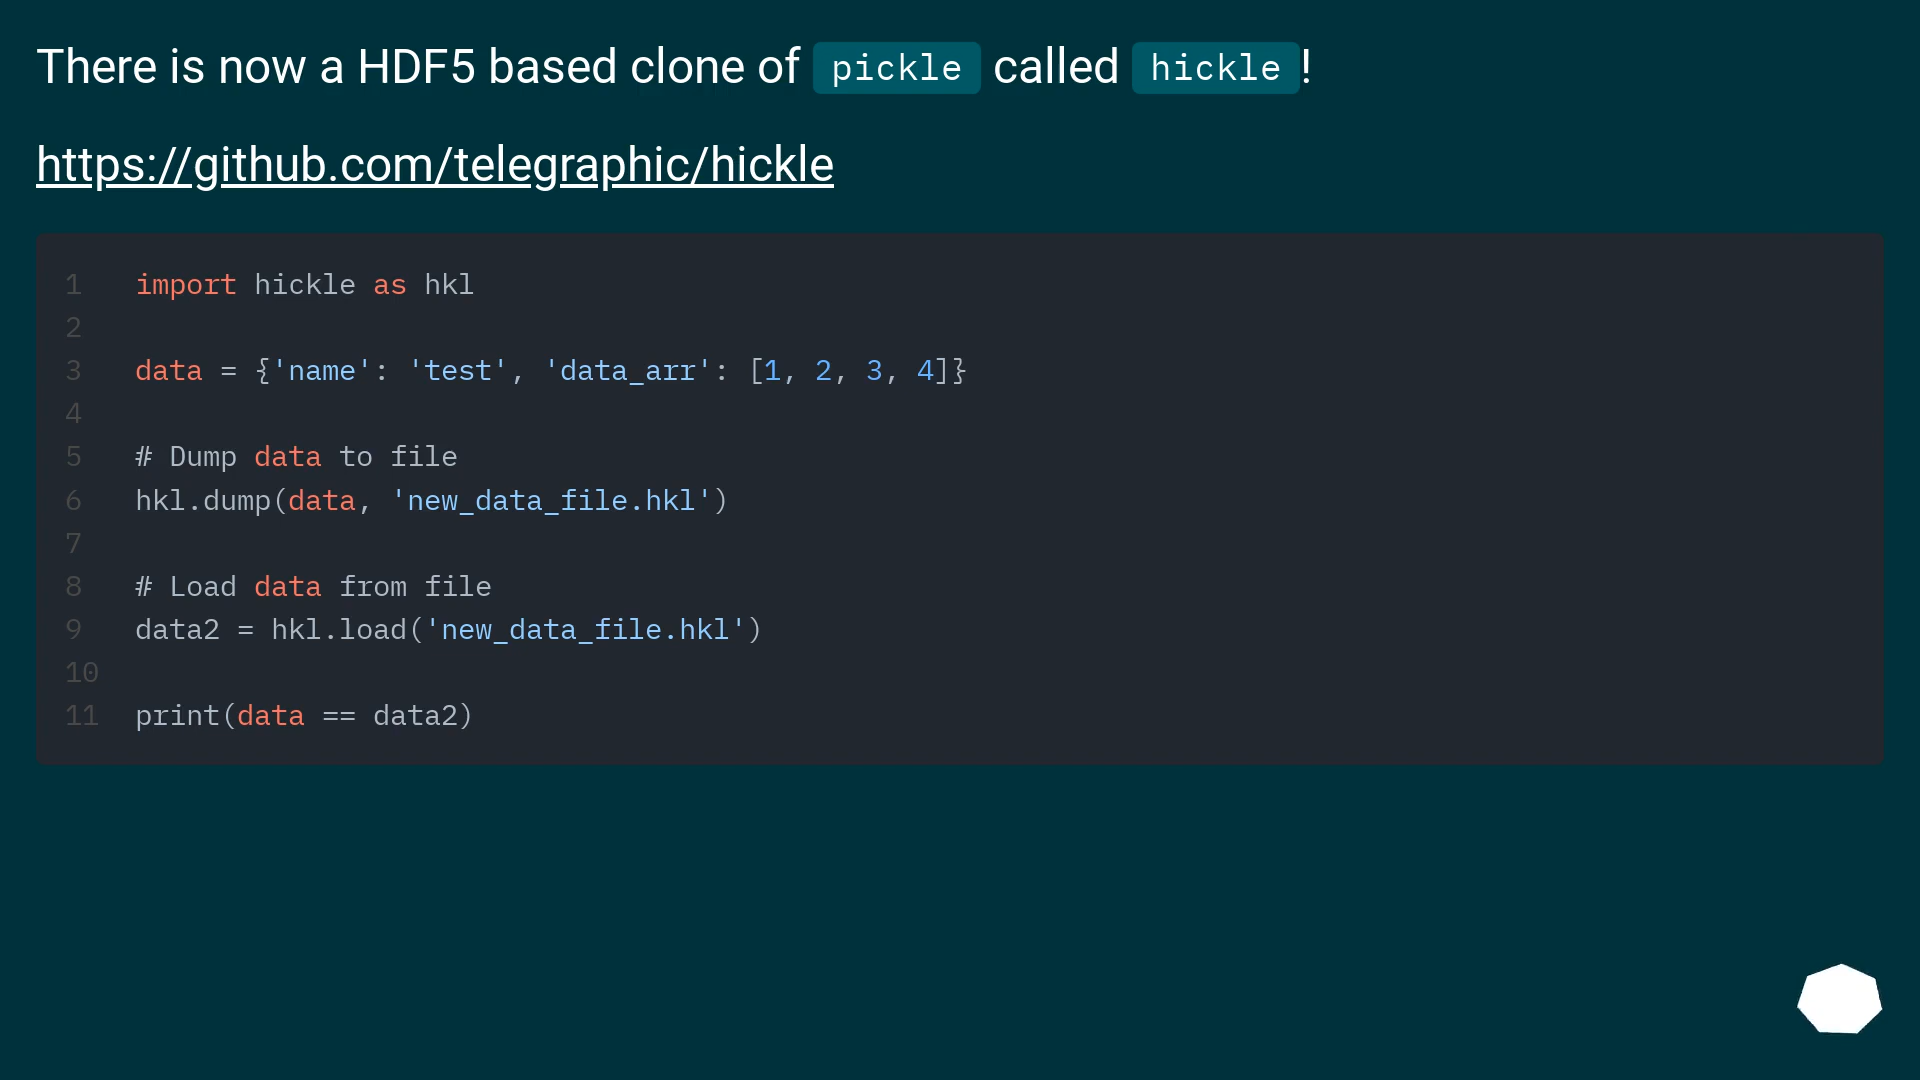 There is now a HDF5 based clone of pickle called hickle!
https://github.com/telegraphic/hickle
1 import hickle as hkl
2
3 data = {'name': 'test', 'data_arr': [1, 2, 3, 4]}
4
5 # Dump data to file
6 hkl.dump(data, 'new_data_file.hkl')
7
8 # Load data from file
9 data2 = hkl.load('new_data_file.hkl')
10
11 print(data == data2)